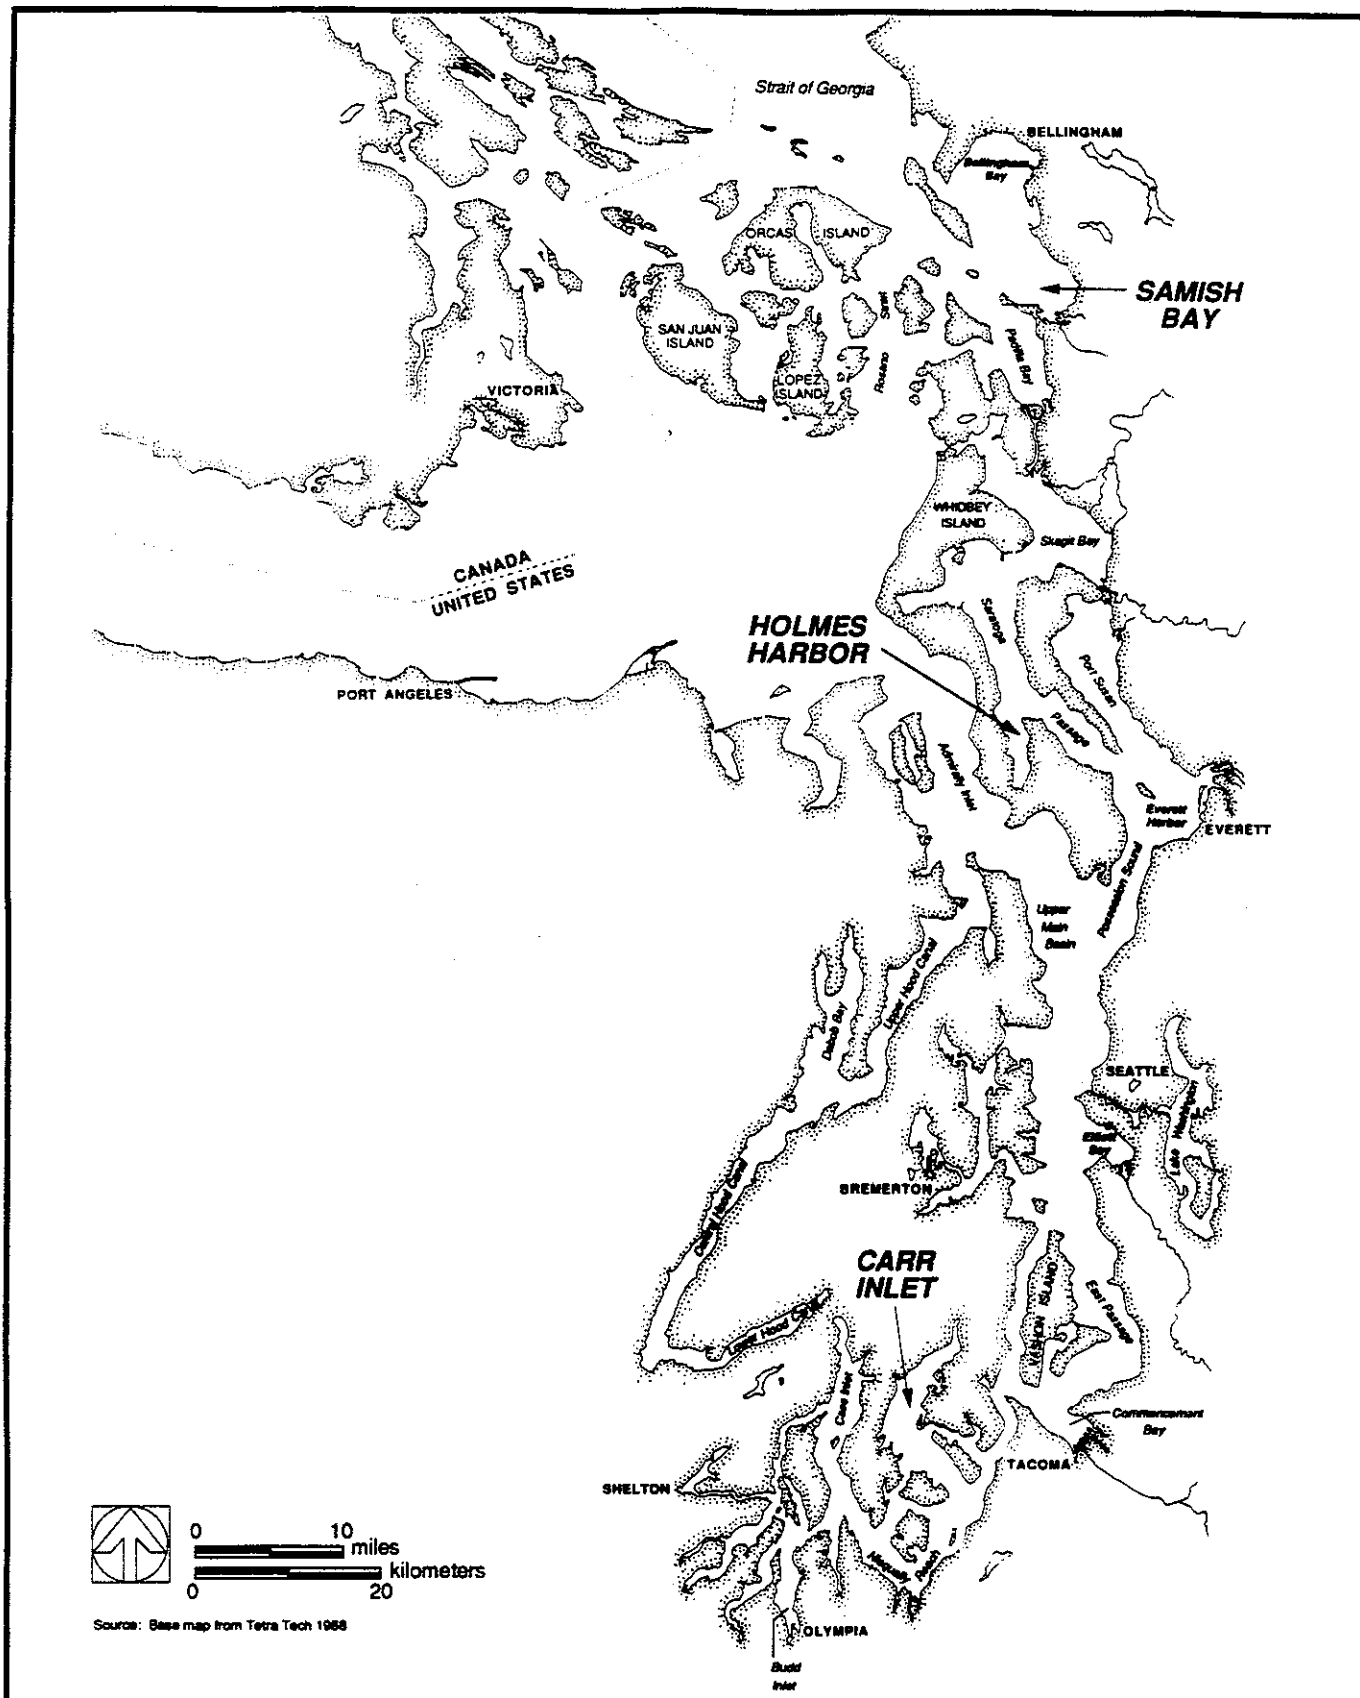 Strait of Georgia
BELLINGHAM
Bellingham
Bay
ORCAS ISLAND
SAMISH
BAY
SAN JUAN
ISLAND
Rosario Strait
Padilla Bay
LOPEZ
ISLAND
VICTORIA
WHIDBEY
ISLAND
Skagit Bay
CANADA
UNITED STATES
Saratoga Passage
HOLMES
HARBOR
Port Susan
PORT ANGELES
Admiralty Inlet
Everett
Harbor
EVERETT
Possession Sound
Upper
Main
Basin
Upper Hood Canal
Dabob Bay
SEATTLE
Lake Washington
Elliott
Bay
BREMERTON
Central Hood Canal
CARR
INLET
VASHON ISLAND
East Passage
Lower Hood Canal
Case Inlet
Commencement
Bay
TACOMA
SHELTON
Nisqually Reach
OLYMPIA
Budd
Inlet
0 10
miles
kilometers
0 20
Source: Base map from Tetra Tech 1988